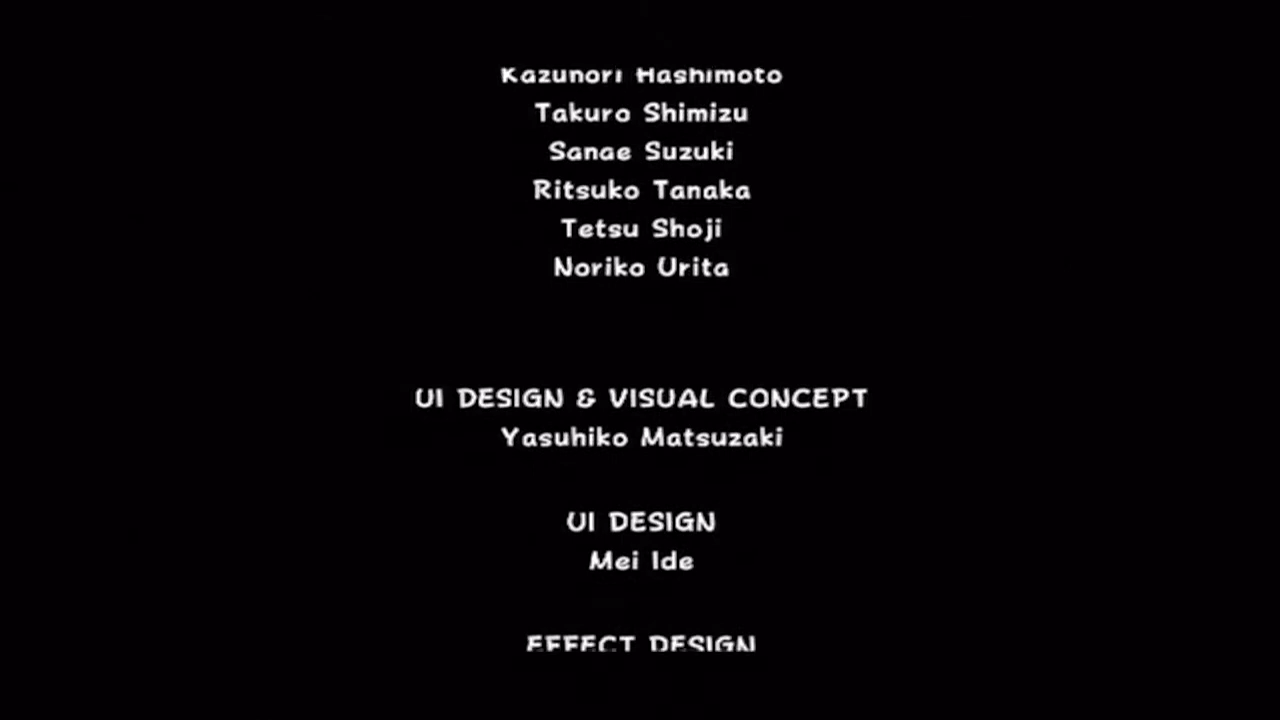 Kazunori Hashimoto
Takuro Shimizu
Sanae Suzuki
Ritsuko Tanaka
Tetsu Shoji
Noriko Urita
UI DESIGN & VISUAL CONCEPT
Yasuhiko Matsuzaki
UI DESIGN
Mei Ide
EFFECT DESIGN